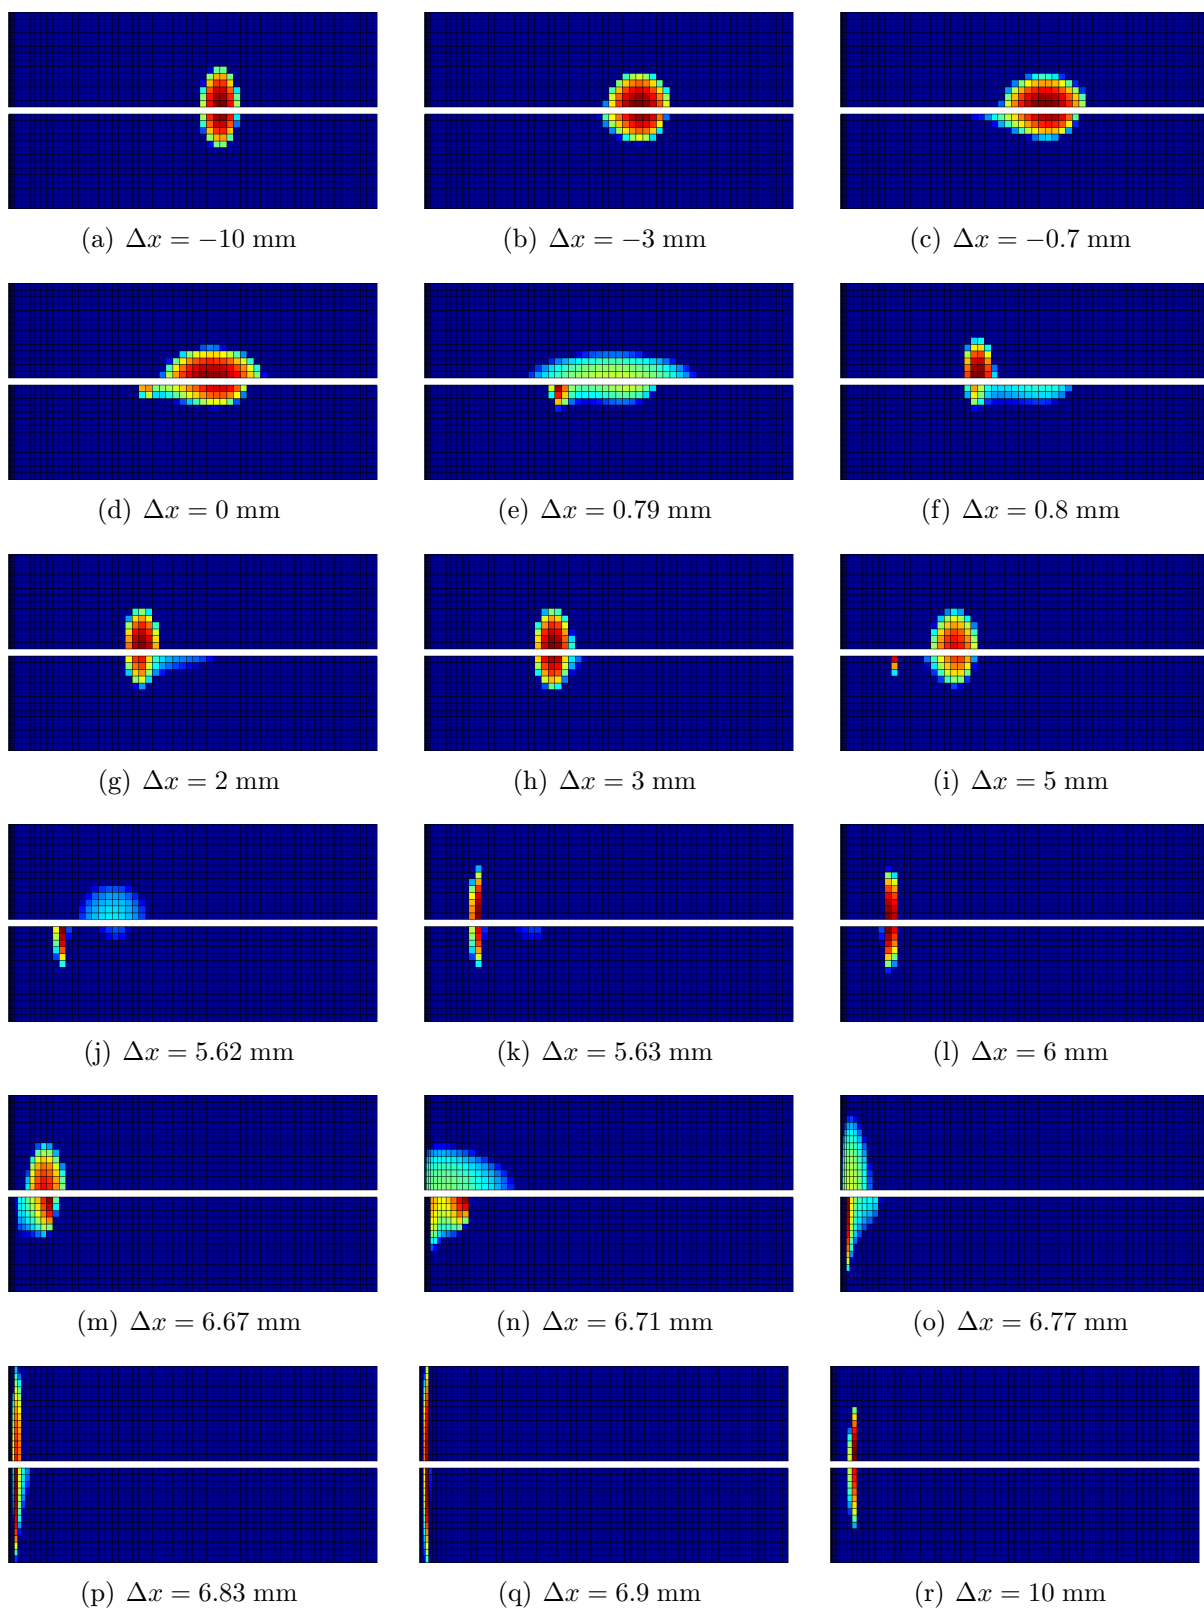 (a) Δx = −10 mm (b) Δx = −3 mm (c) Δx = −0.7 mm
(d) Δx = 0 mm (e) Δx = 0.79 mm (f) Δx = 0.8 mm
(g) Δx = 2 mm (h) Δx = 3 mm (i) Δx = 5 mm
(j) Δx = 5.62 mm (k) Δx = 5.63 mm (l) Δx = 6 mm
(m) Δx = 6.67 mm (n) Δx = 6.71 mm (o) Δx = 6.77 mm
(p) Δx = 6.83 mm (q) Δx = 6.9 mm (r) Δx = 10 mm